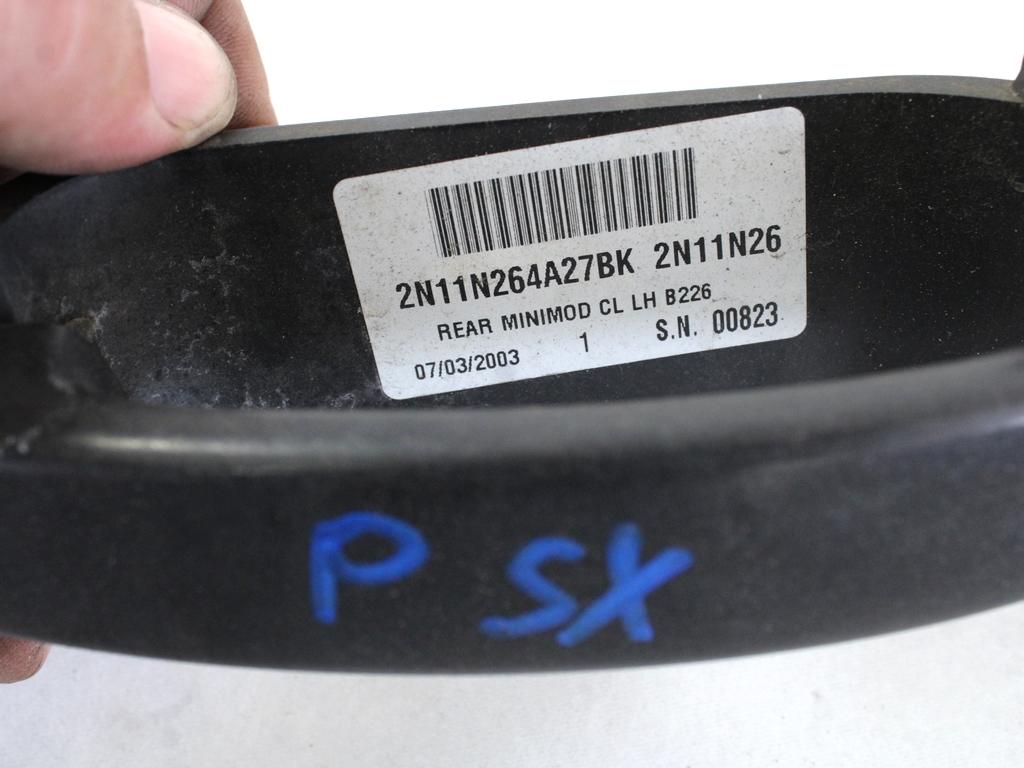 2N11N264A27BK 2N11N26
REAR MINIMOD CL LH B226
07/03/2003 1 S.N. 00823
P SX